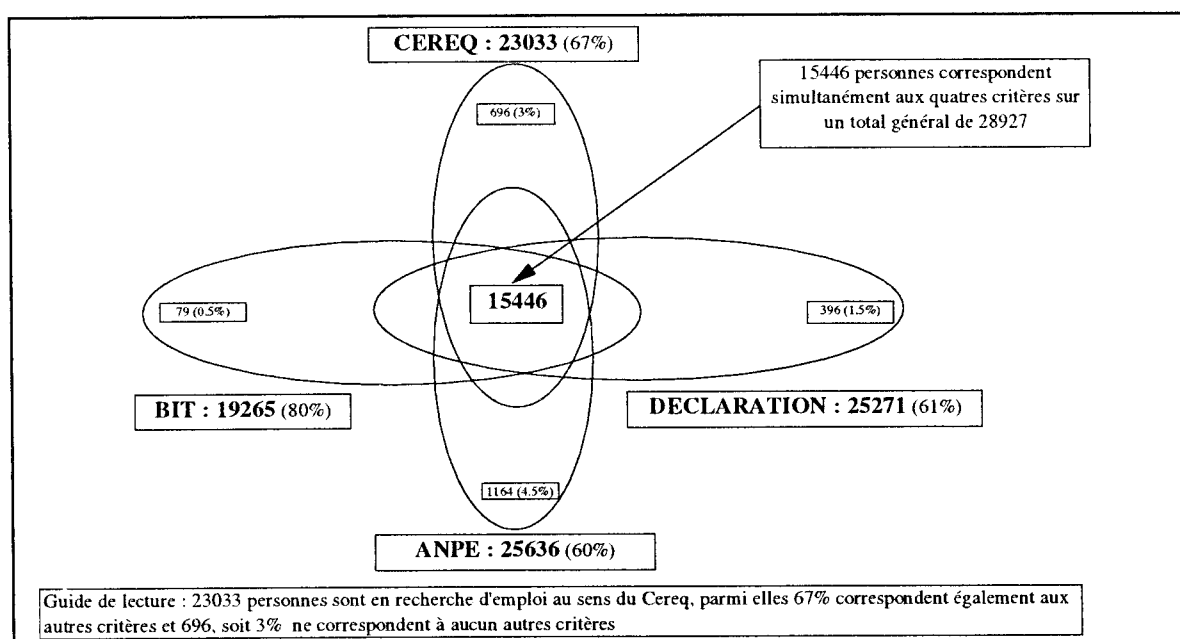 CEREQ : 23033 (67%)
15446 personnes correspondent
simultanément aux quatres critères sur
un total général de 28927
696 (3%)
15446
79 (0.5%)
396 (1.5%)
BIT : 19265 (80%)
DECLARATION : 25271 (61%)
1164 (4.5%)
ANPE : 25636 (60%)
Guide de lecture : 23033 personnes sont en recherche d'emploi au sens du Cereq, parmi elles 67% correspondent également aux
autres critères et 696, soit 3% ne correspondent à aucun autres critères